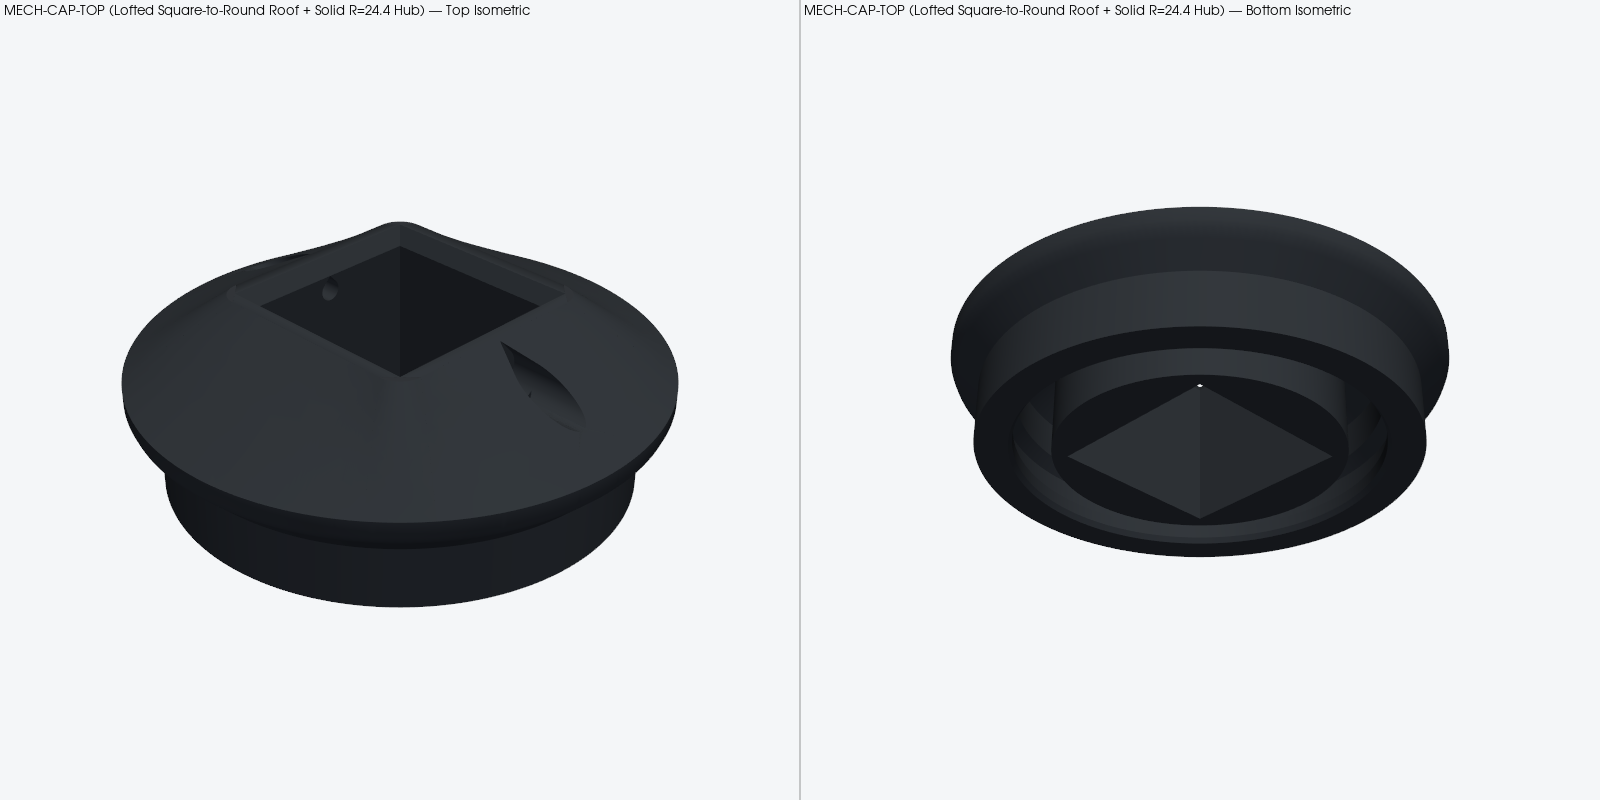 MECH-CAP-TOP (Lofted Square-to-Round Roof + Solid R=24.4 Hub) — Top Isometric
MECH-CAP-TOP (Lofted Square-to-Round Roof + Solid R=24.4 Hub) — Bottom Isometric